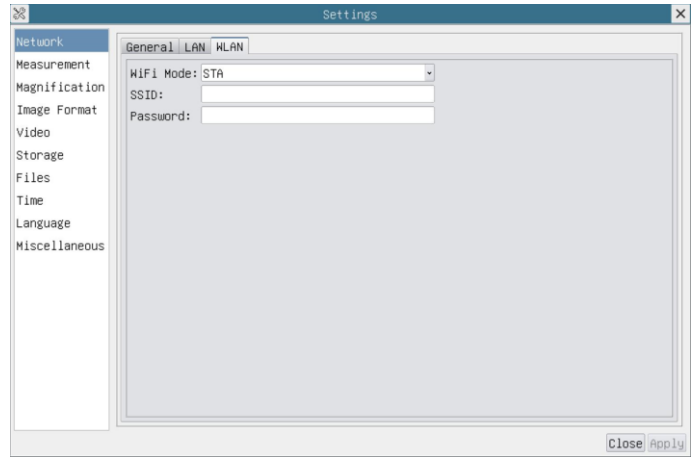 Settings
Network
Measurement
Magnification
Image Format
Video
Storage
Files
Time
Language
Miscellaneous
General LAN WLAN
WiFi Mode: STA
SSID:
Password:
Close Apply